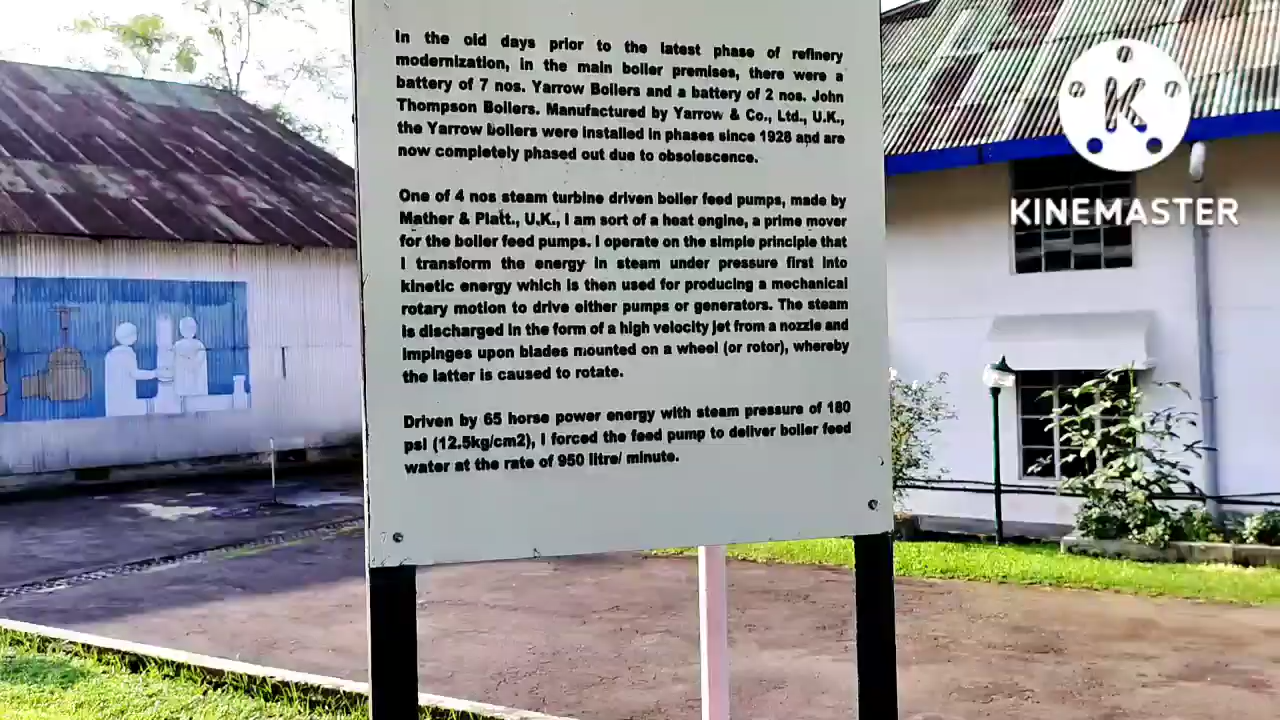 In the old days prior to the latest phase of refinery
modernization, in the main boiler premises, there were a
battery of 7 nos. Yarrow Boilers and a battery of 2 nos. John
Thompson Boilers. Manufactured by Yarrow & Co., Ltd., U.K.,
the Yarrow boilers were installed in phases since 1928 and are
now completely phased out due to obsolescence.
One of 4 nos steam turbine driven boiler feed pumps, made by
Mather & Platt., U.K., I am sort of a heat engine, a prime mover
for the boiler feed pumps. I operate on the simple principle that
I transform the energy in steam under pressure first into
kinetic energy which is then used for producing a mechanical
rotary motion to drive either pumps or generators. The steam
is discharged in the form of a high velocity jet from a nozzle and
impinges upon blades mounted on a wheel (or rotor), whereby
the latter is caused to rotate.
Driven by 65 horse power energy with steam pressure of 180
psi (12.5kg/cm2), I forced the feed pump to deliver boiler feed
water at the rate of 950 litre/ minute.
K
KINEMASTER